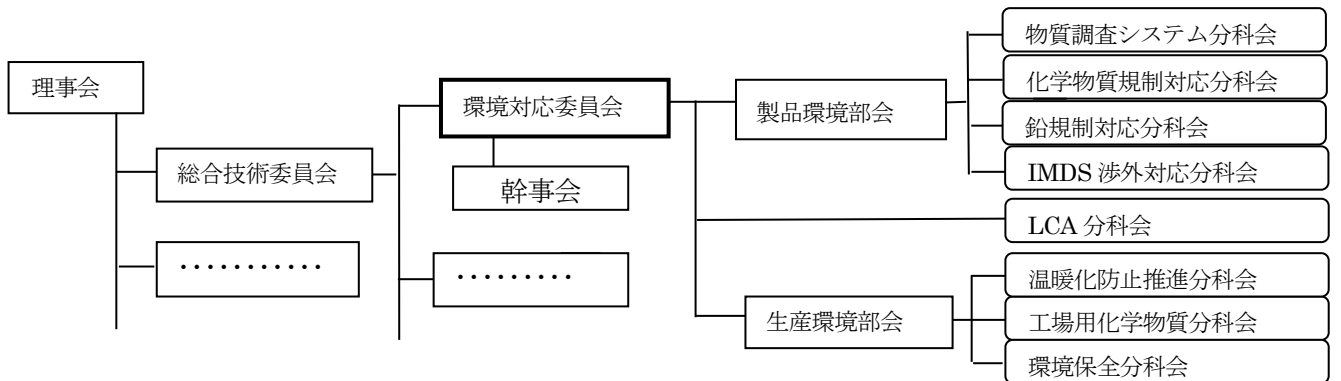 理事会
総合技術委員会
・・・・・・・・・・・
環境対応委員会
幹事会
・・・・・・・・・
製品環境部会
物質調査システム分科会
化学物質規制対応分科会
鉛規制対応分科会
IMDS 渉外対応分科会
LCA 分科会
生産環境部会
温暖化防止推進分科会
工場用化学物質分科会
環境保全分科会